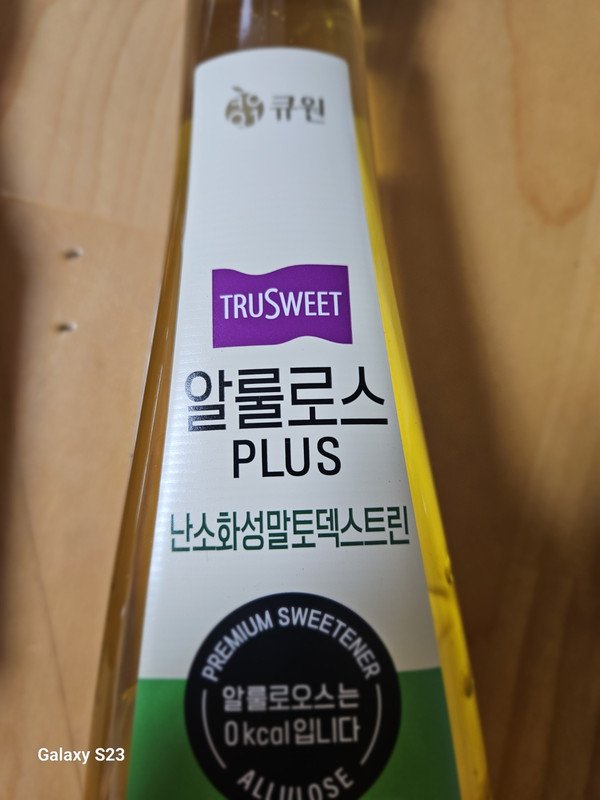 큐원
TRUSWEET
알룰로스
PLUS
난소화성말토덱스트린
PREMIUM SWEETENER
알룰로오스는
0kcal입니다
ALLULOSE
Galaxy S23